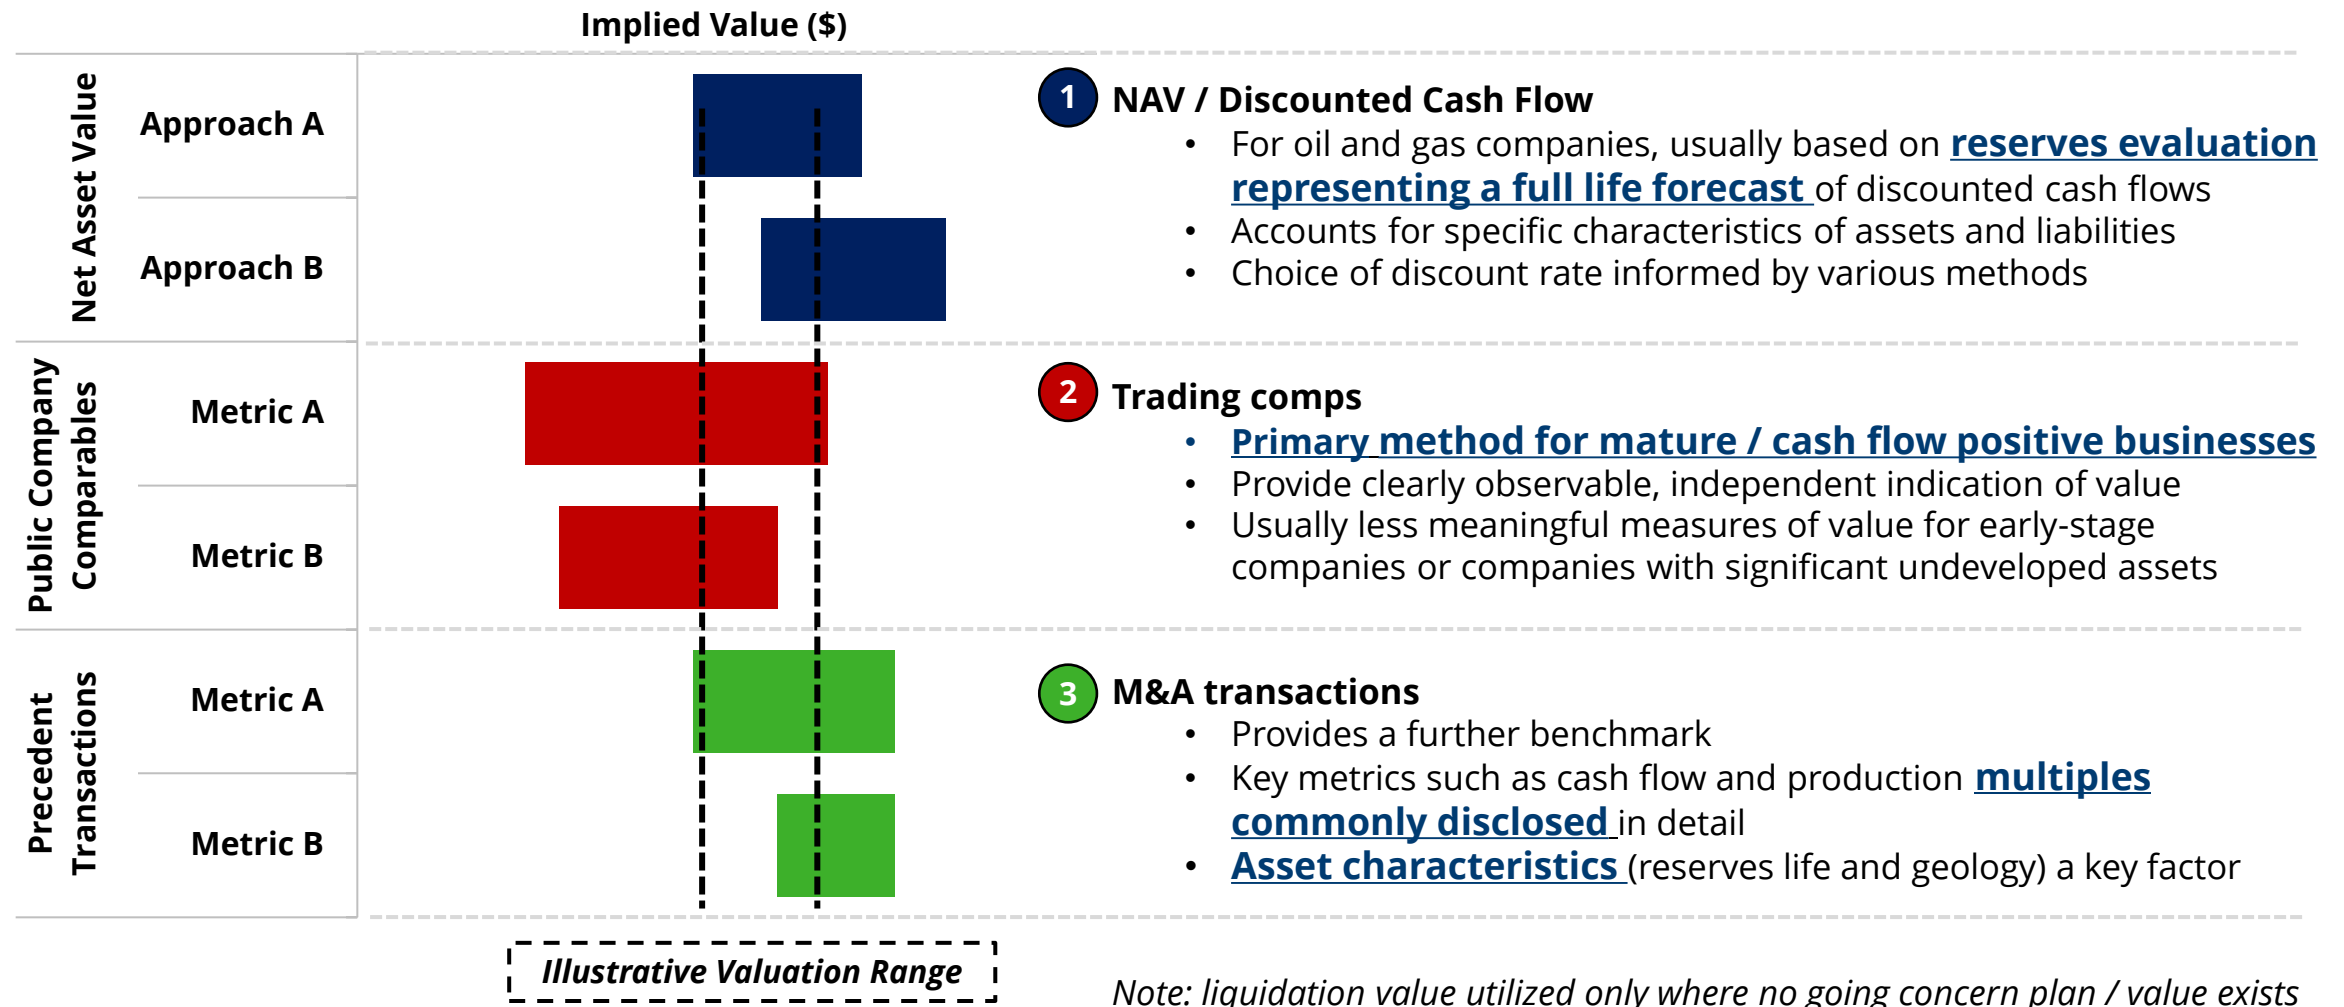 Implied Value ($)
Net Asset Value
Approach A
Approach B
1 NAV / Discounted Cash Flow
• For oil and gas companies, usually based on reserves evaluation
representing a full life forecast of discounted cash flows
• Accounts for specific characteristics of assets and liabilities
• Choice of discount rate informed by various methods
Public Company
Comparables
Metric A
Metric B
2 Trading comps
• Primary method for mature / cash flow positive businesses
• Provide clearly observable, independent indication of value
• Usually less meaningful measures of value for early-stage
companies or companies with significant undeveloped assets
Precedent
Transactions
Metric A
Metric B
3 M&A transactions
• Provides a further benchmark
• Key metrics such as cash flow and production multiples
commonly disclosed in detail
• Asset characteristics (reserves life and geology) a key factor
Illustrative Valuation Range
Note: liquidation value utilized only where no going concern plan / value exists